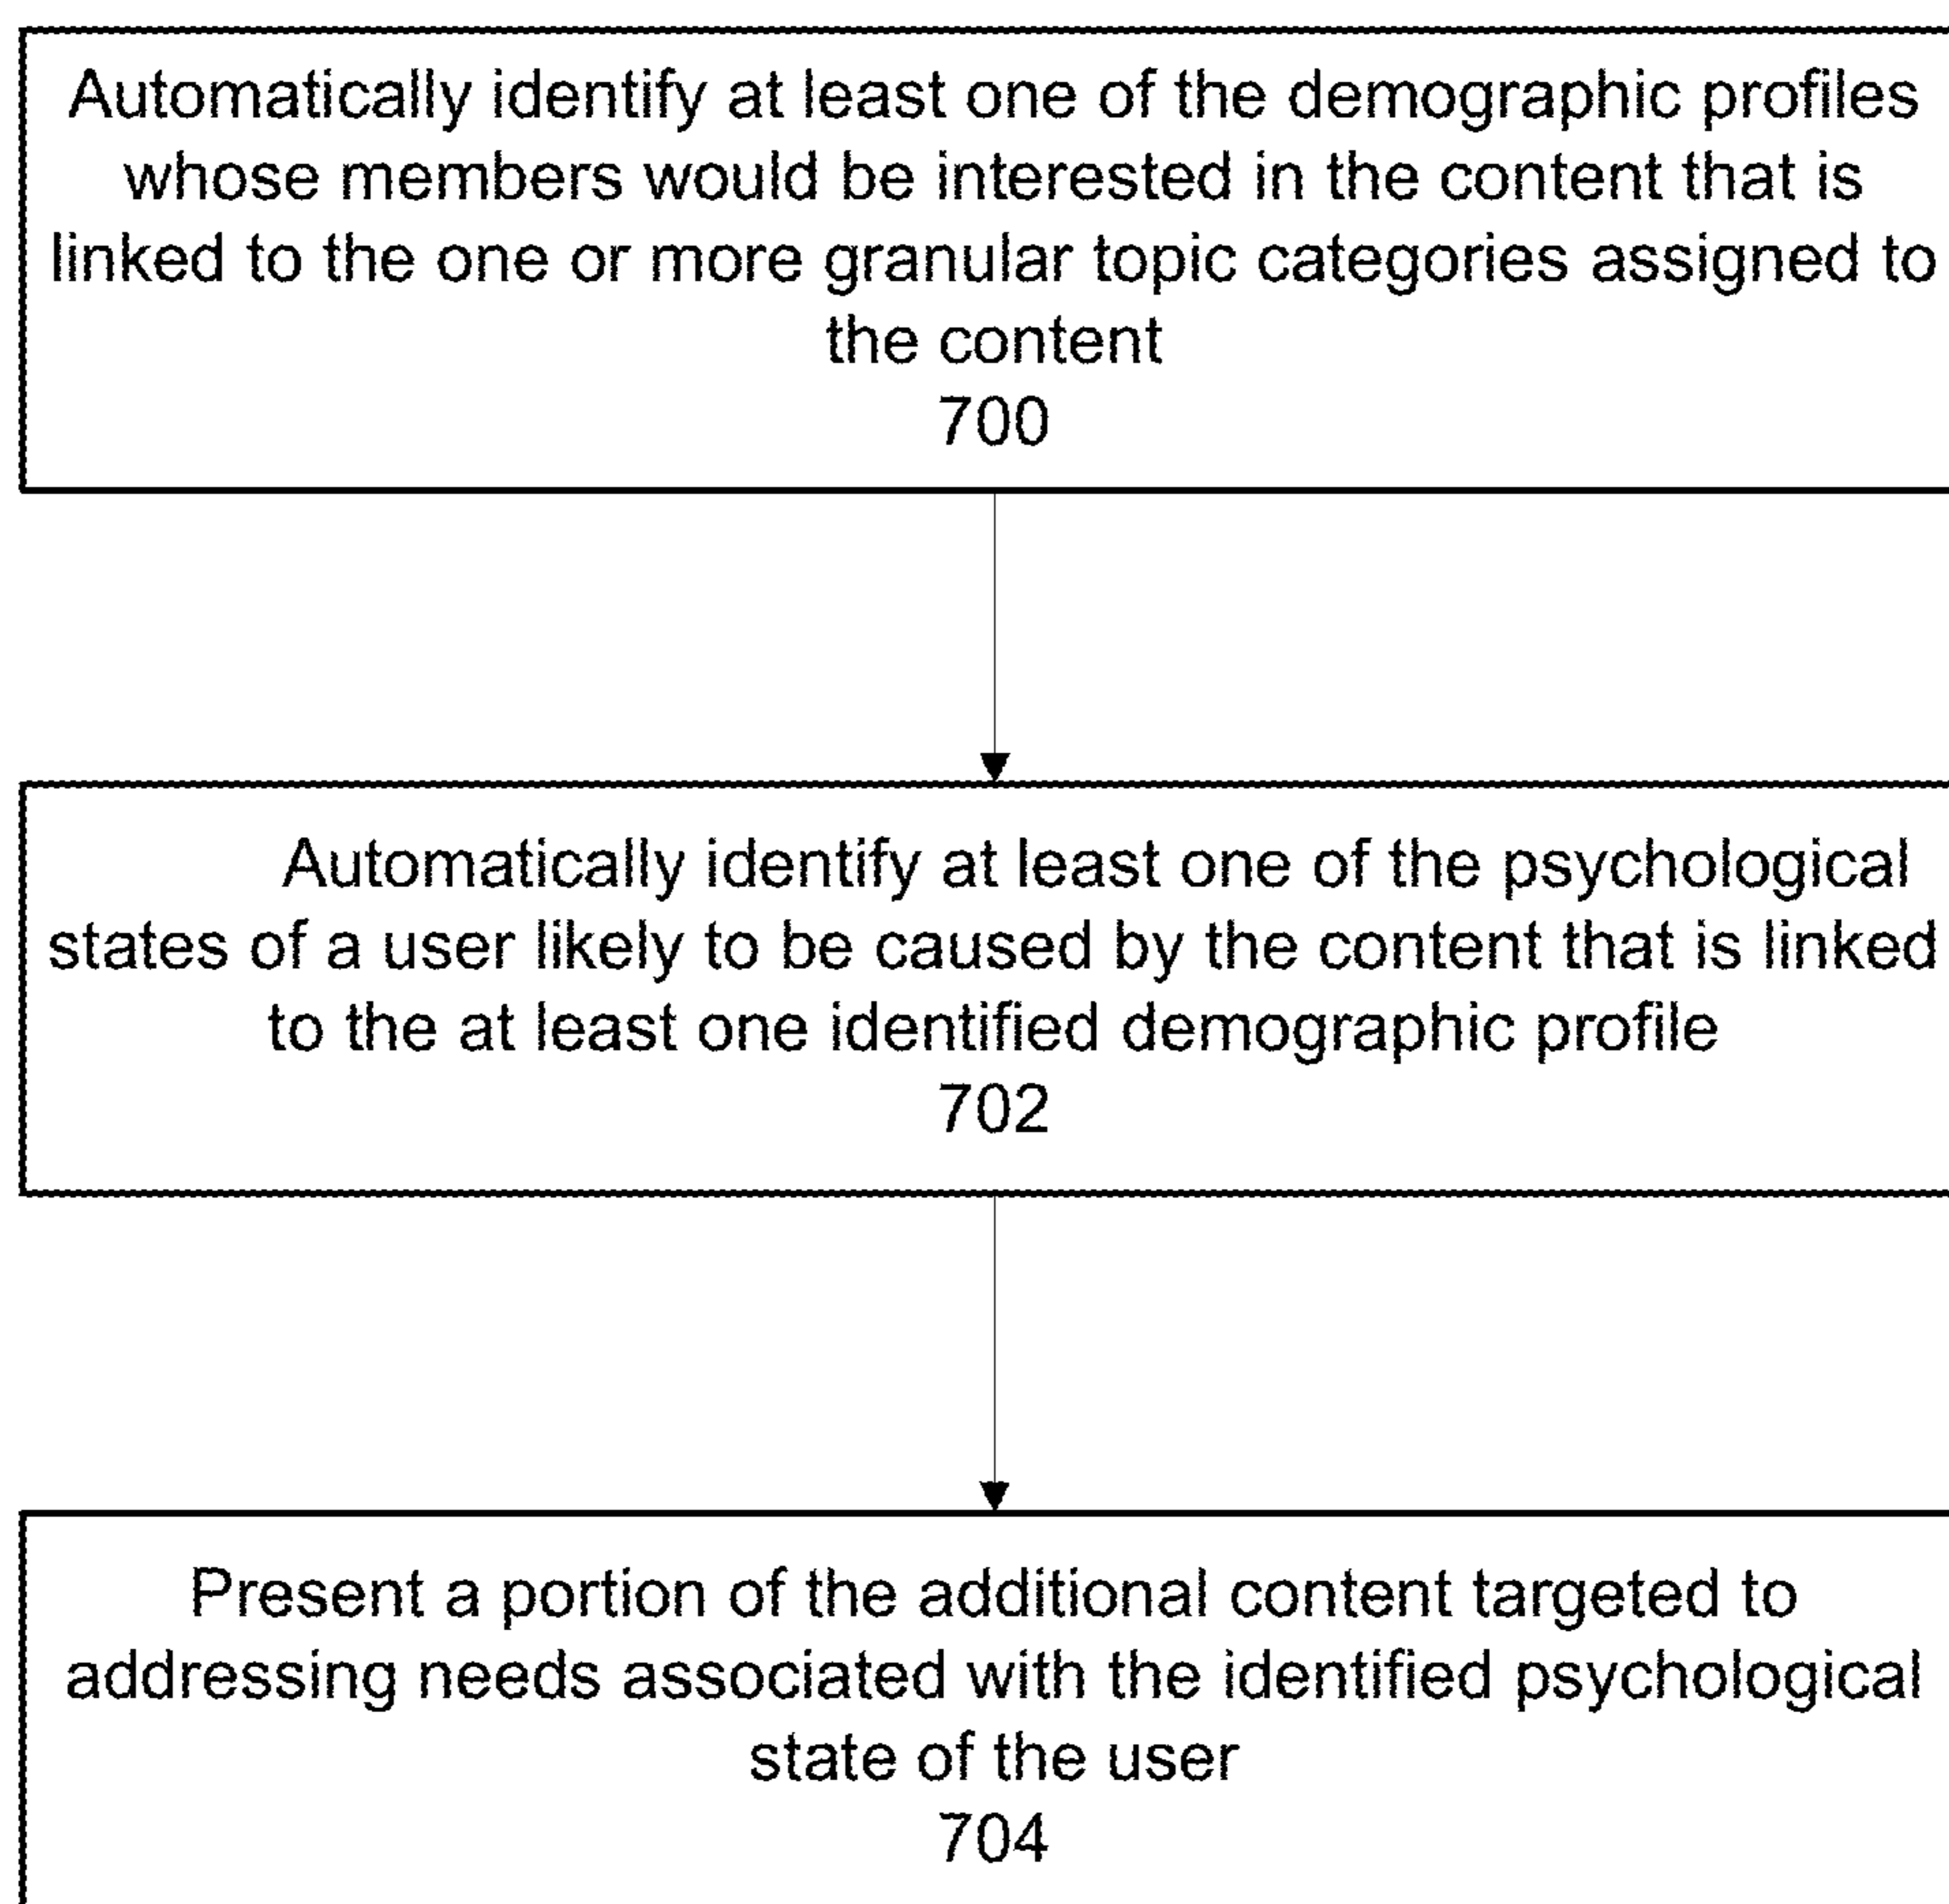 Automatically identify at least one of the demographic profiles
whose members would be interested in the content that is
linked to the one or more granular topic categories assigned to
the content
700
Automatically identify at least one of the psychological
states of a user likely to be caused by the content that is linked
to the at least one identified demographic profile
702
Present a portion of the additional content targeted to
addressing needs associated with the identified psychological
state of the user
704